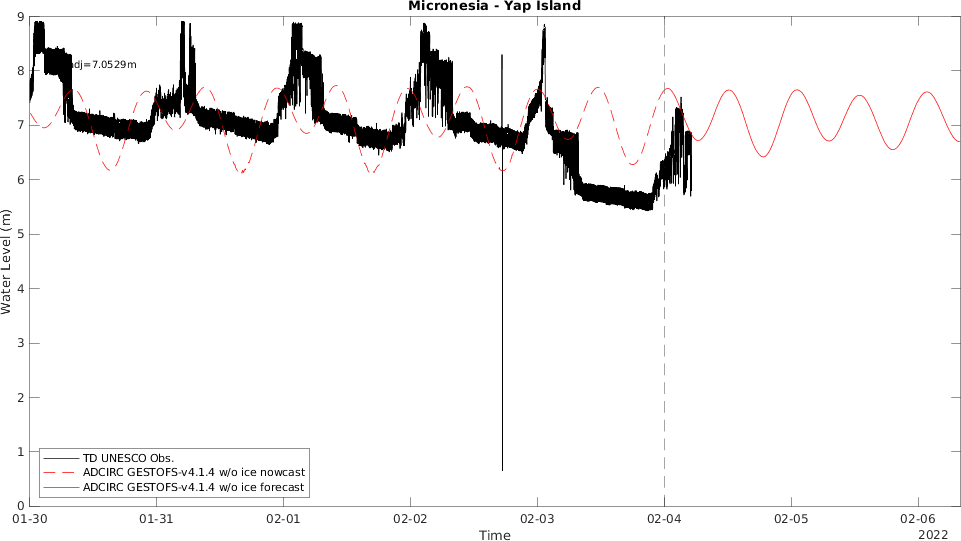 Micronesia - Yap Island
9
8
7
6
5
4
3
2
1
0
adj=7.0529m
Water Level (m)
TD UNESCO Obs.
ADCIRC GESTOFS-v4.1.4 w/o ice nowcast
ADCIRC GESTOFS-v4.1.4 w/o ice forecast
01-30
01-31
02-01
02-02
02-03
02-04
02-05
02-06
Time
2022